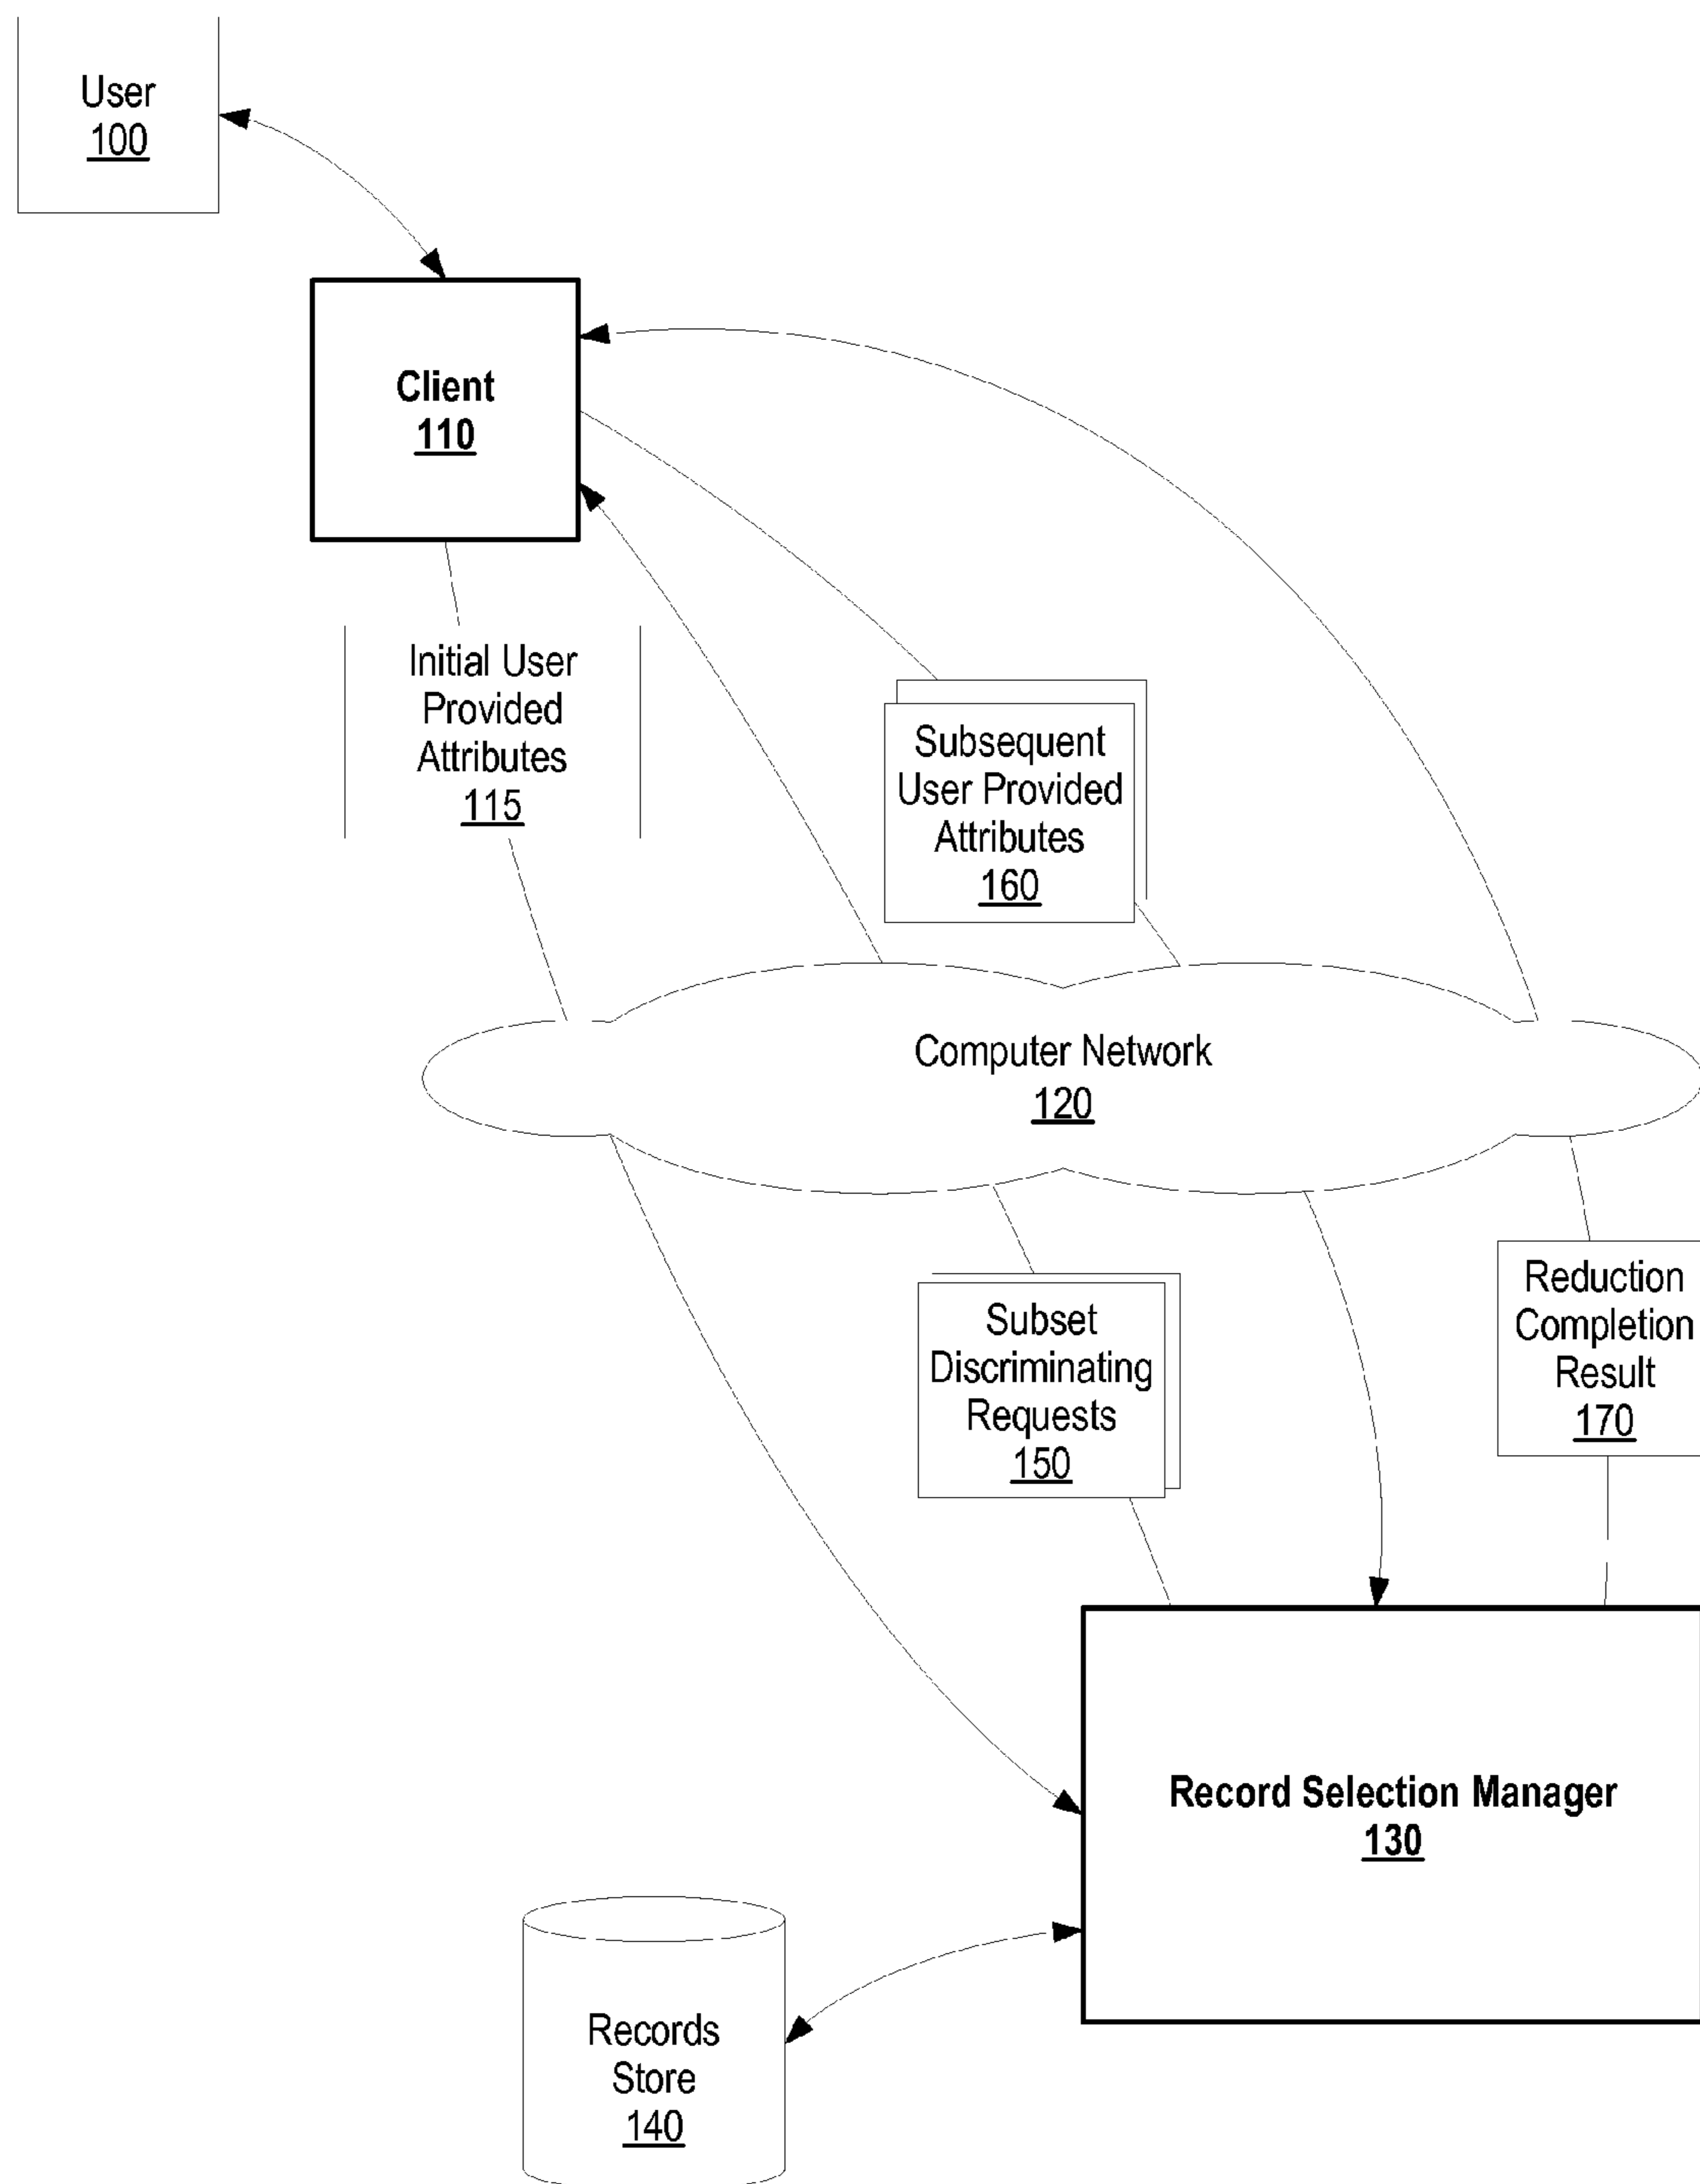 User
100
Client
110
Initial User
Provided
Attributes
115
Subsequent
User Provided
Attributes
160
Computer Network
120
Subset
Discriminating
Requests
150
Reduction
Completion
Result
170
Record Selection Manager
130
Records
Store
140